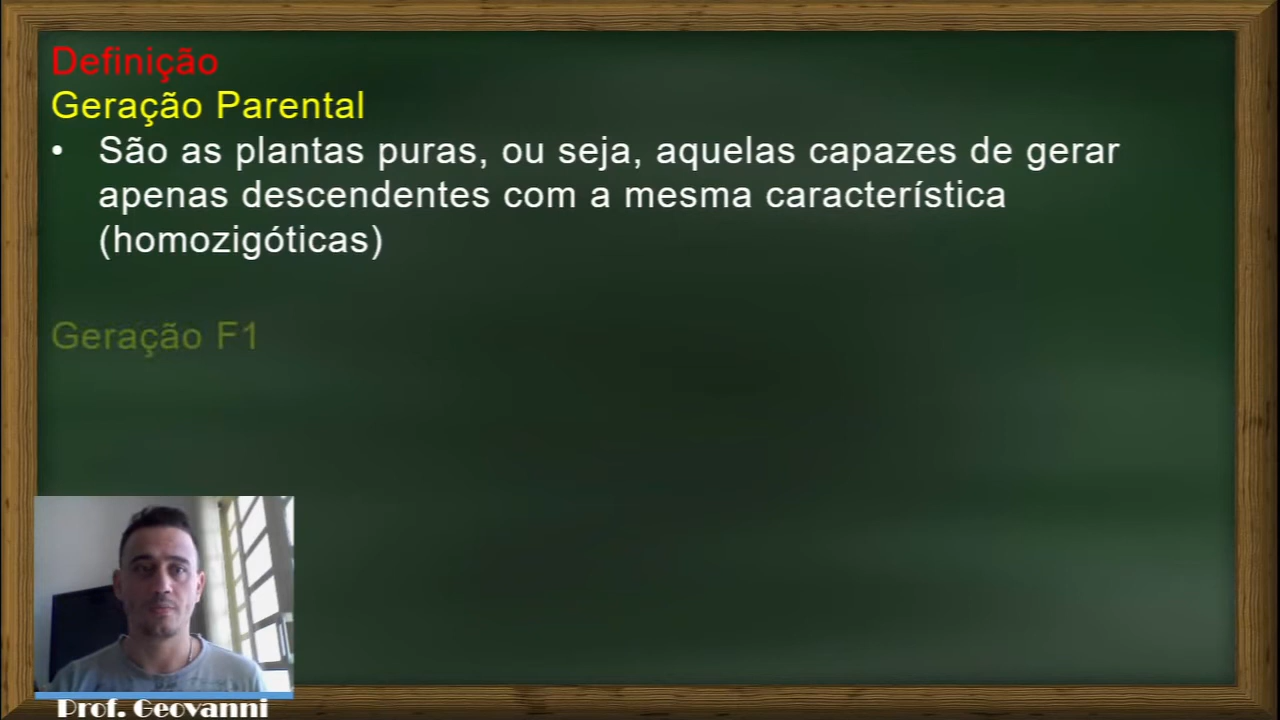 Definição
Geração Parental
• São as plantas puras, ou seja, aquelas capazes de gerar
apenas descendentes com a mesma característica
(homozigóticas)
Geração F1
Prof. Geovanni